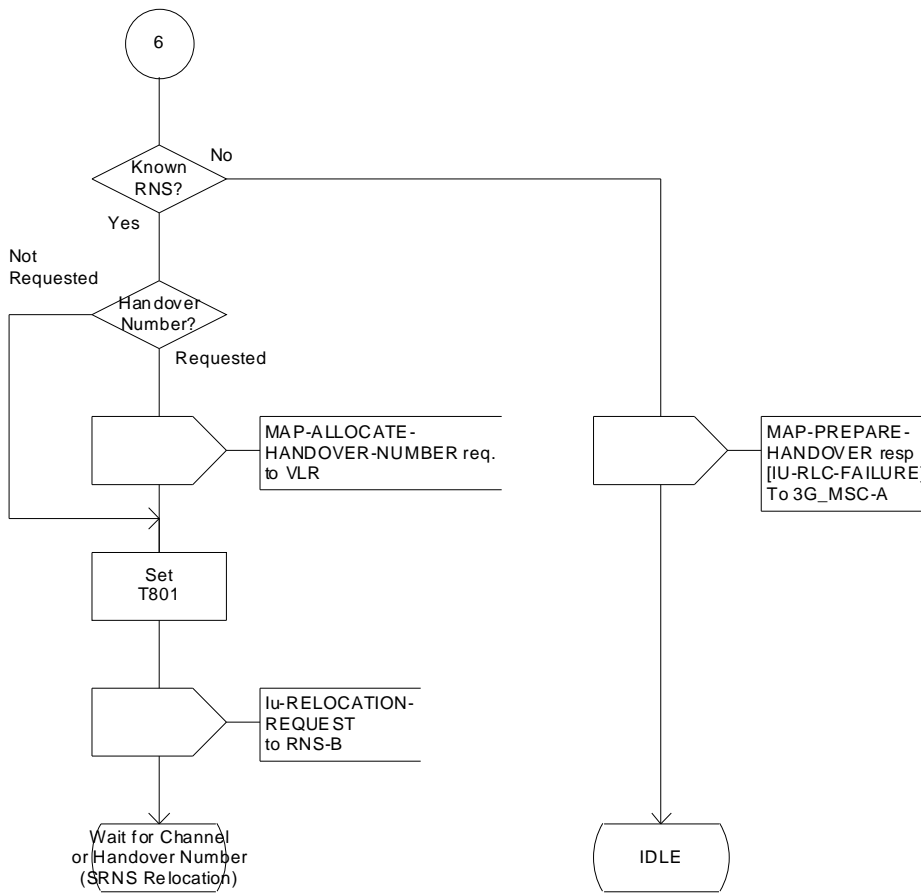 6
Known
RNS?
No
Yes
Not
Requested
Handover
Number?
Requested
MAP-ALLOCATE-
HANDOVER-NUMBER req.
to VLR
MAP-PREPARE-
HANDOVER resp
[IU-RLC-FAILURE]
To 3G_MSC-A
Set
T801
Iu-RELOCATION-
REQUEST
to RNS-B
Wait for Channel
or Handover Number
(SRNS Relocation)
IDLE